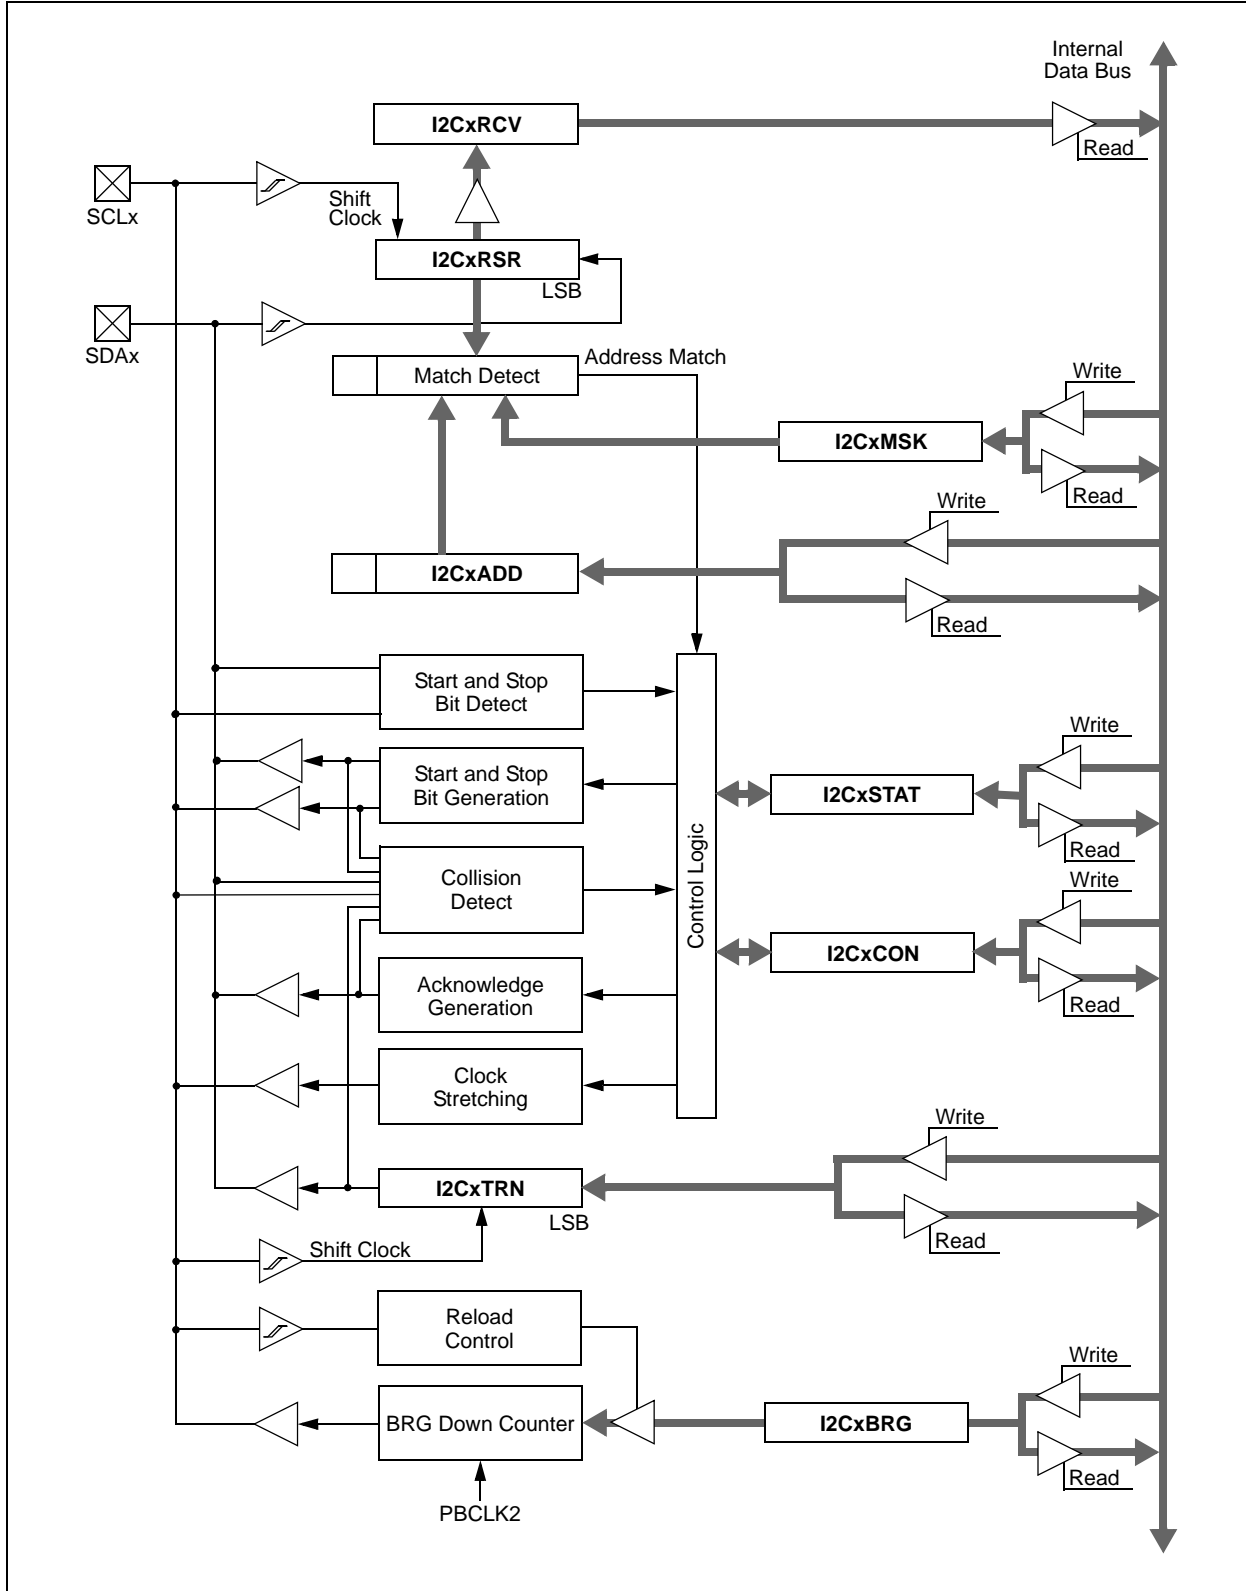 Internal
Data Bus
I2CxRCV
Read
SCLx
Shift
Clock
I2CxRSR
LSB
SDAx
Address Match
Match Detect
Write
I2CxMSK
Read
Write
I2CxADD
Read
Start and Stop
Bit Detect
Write
Start and Stop
Bit Generation
I2CxSTAT
Read
Control Logic
Collision
Detect
Write
I2CxCON
Read
Acknowledge
Generation
Clock
Stretching
Write
I2CxTRN
LSB
Read
Shift Clock
Reload
Control
Write
BRG Down Counter
I2CxBRG
Read
PBCLK2